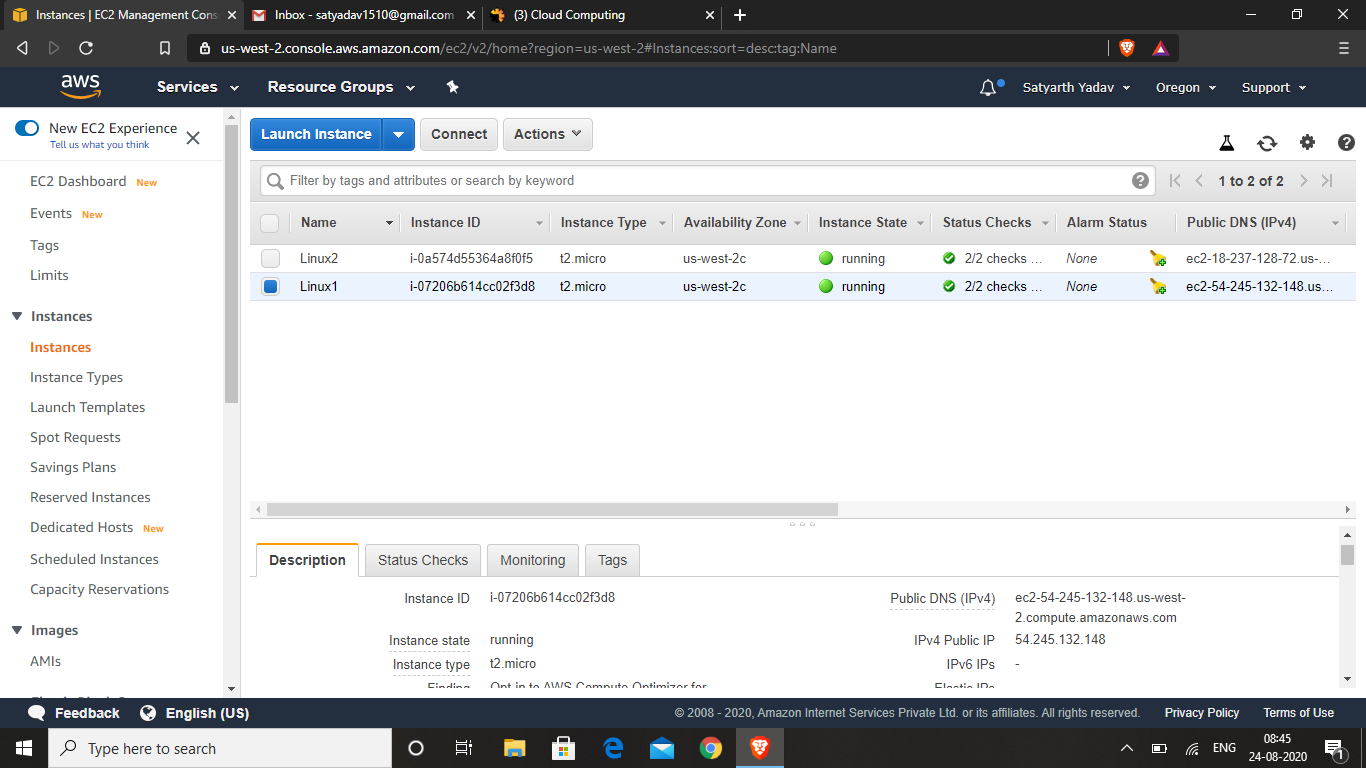 Instances | EC2 Management Cons
Inbox - satyadav1510@gmail.com
(3) Cloud Computing
us-west-2.console.aws.amazon.com/ec2/v2/home?region=us-west-2#Instances:sort=desc:tag:Name
aws Services Resource Groups Satyarth Yadav Oregon Support
New EC2 Experience
Tell us what you think
EC2 Dashboard New
Events New
Tags
Limits
Instances
Instances
Instance Types
Launch Templates
Spot Requests
Savings Plans
Reserved Instances
Dedicated Hosts New
Scheduled Instances
Capacity Reservations
Images
AMIs
Launch Instance Connect Actions
Filter by tags and attributes or search by keyword 1 to 2 of 2
Name Instance ID Instance Type Availability Zone Instance State Status Checks Alarm Status Public DNS (IPv4)
Linux2 i-0a574d55364a8f0f5 t2.micro us-west-2c running 2/2 checks ... None ec2-18-237-128-72.us-...
Linux1 i-07206b614cc02f3d8 t2.micro us-west-2c running 2/2 checks ... None ec2-54-245-132-148.us...
Description Status Checks Monitoring Tags
Instance ID i-07206b614cc02f3d8
Public DNS (IPv4) ec2-54-245-132-148.us-west-
2.compute.amazonaws.com
Instance state running
IPv4 Public IP 54.245.132.148
Instance type t2.micro
IPv6 IPs -
Finding Opt-in to AWS Compute Optimizer for
Elastic IPs
Feedback English (US) © 2008 - 2020, Amazon Internet Services Private Ltd. or its affiliates. All rights reserved. Privacy Policy Terms of Use
Type here to search
ENG
08:45
24-08-2020
1